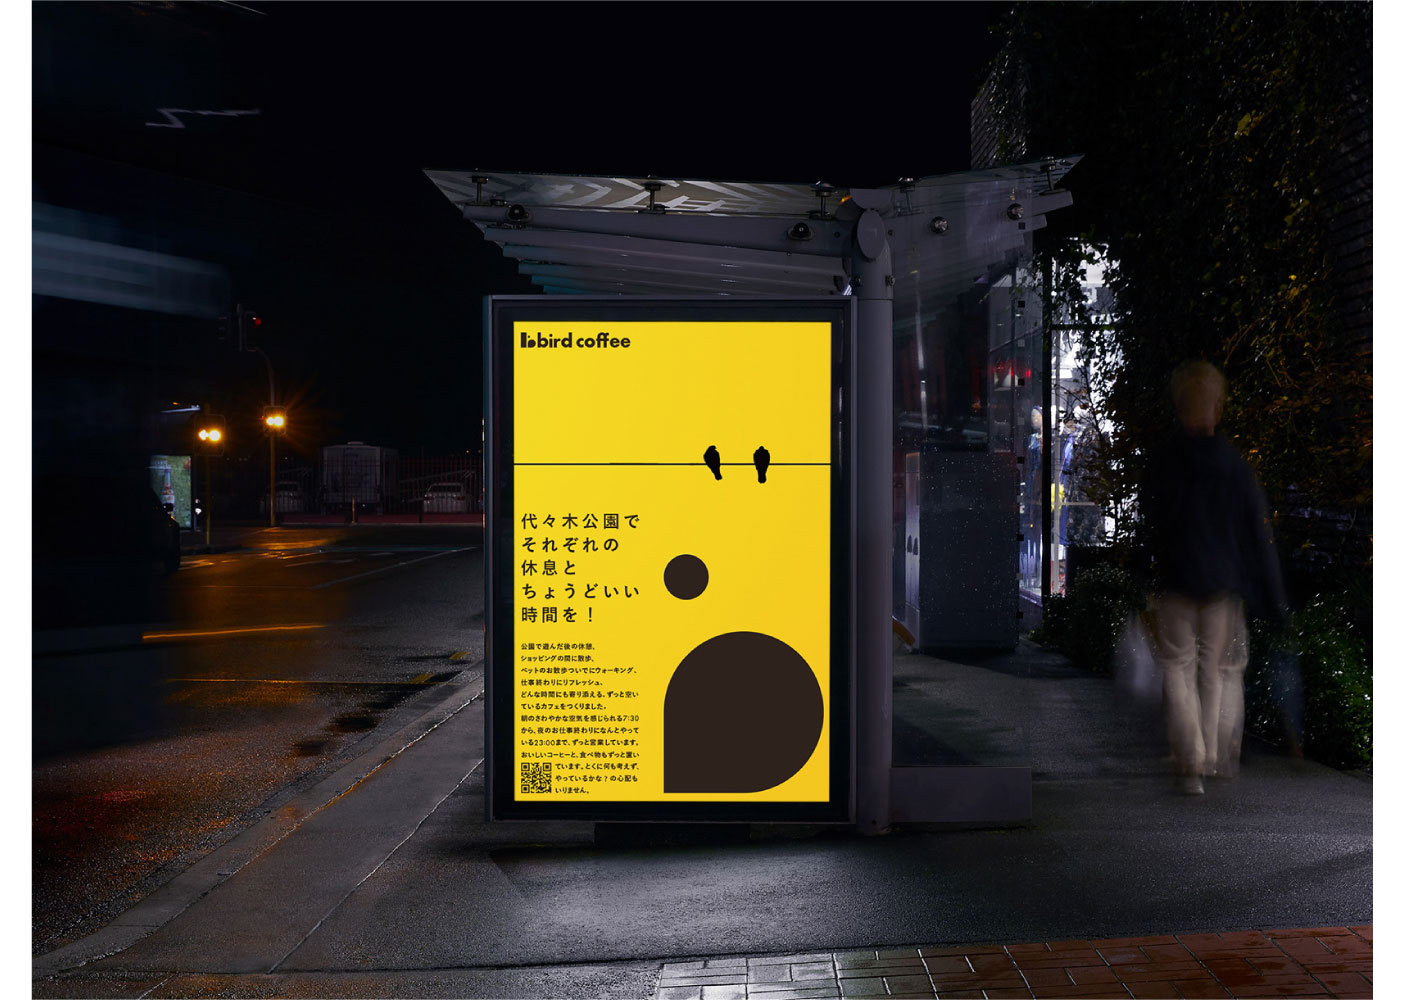 bird coffee
代々木公園で
それぞれの
休息と
ちょうどいい
時間を！
公園で遊んだ後の休憩、
ショッピングの間に散歩、
ペットのお散歩ついでにウォーキング、
仕事終わりにリフレッシュ、
どんな時間にも寄り添える、ずっと空い
ているカフェをつくりました。
朝のさわやかな空気を感じられる7:30
から、夜のお仕事終わりになんとやって
いる23:00まで、ずっと営業しています。
おいしいコーヒーと、食べ物もずっと置い
ています。とくに何も考えず、
やっているかな？の心配も
いりません。